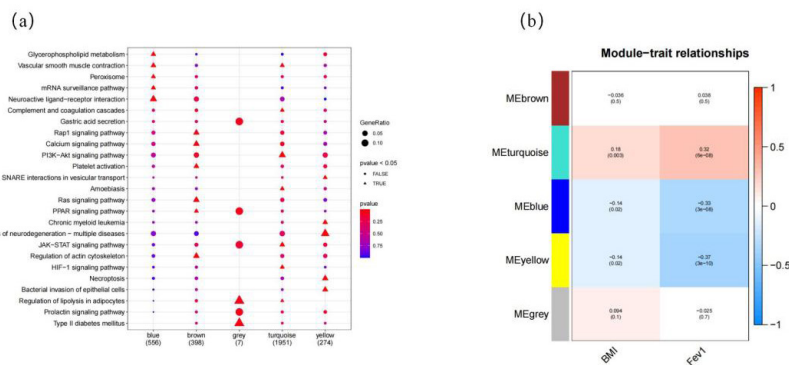 (a)
Glycerophospholipid metabolism
Vascular smooth muscle contraction
Peroxisome
mRNA surveillance pathway
Neuroactive ligand−receptor interaction
Complement and coagulation cascades
Gastric acid secretion
Rap1 signaling pathway
Calcium signaling pathway
PI3K−Akt signaling pathway
Platelet activation
SNARE interactions in vesicular transport
Amoebiasis
Ras signaling pathway
PPAR signaling pathway
Chronic myeloid leukemia
of neurodegeneration − multiple diseases
JAK−STAT signaling pathway
Regulation of actin cytoskeleton
HIF−1 signaling pathway
Necroptosis
Bacterial invasion of epithelial cells
Regulation of lipolysis in adipocytes
Prolactin signaling pathway
Type II diabetes mellitus
blue brown grey turquoise yellow
(556) (398) (7) (1951) (274)
GeneRatio
0.05
0.10
pvalue < 0.05
FALSE
TRUE
pvalue
0.25
0.50
0.75
(b)
Module−trait relationships
MEbrown
−0.036 0.038
(0.5) (0.5)
MEturquoise
0.18 0.32
(0.003) (6e−08)
MEblue
−0.14 −0.33
(0.02) (3e−08)
MEyellow
−0.14 −0.37
(0.02) (3e−10)
MEgrey
0.094 −0.025
(0.1) (0.7)
BMI Fev1
1
0.5
0
−0.5
−1